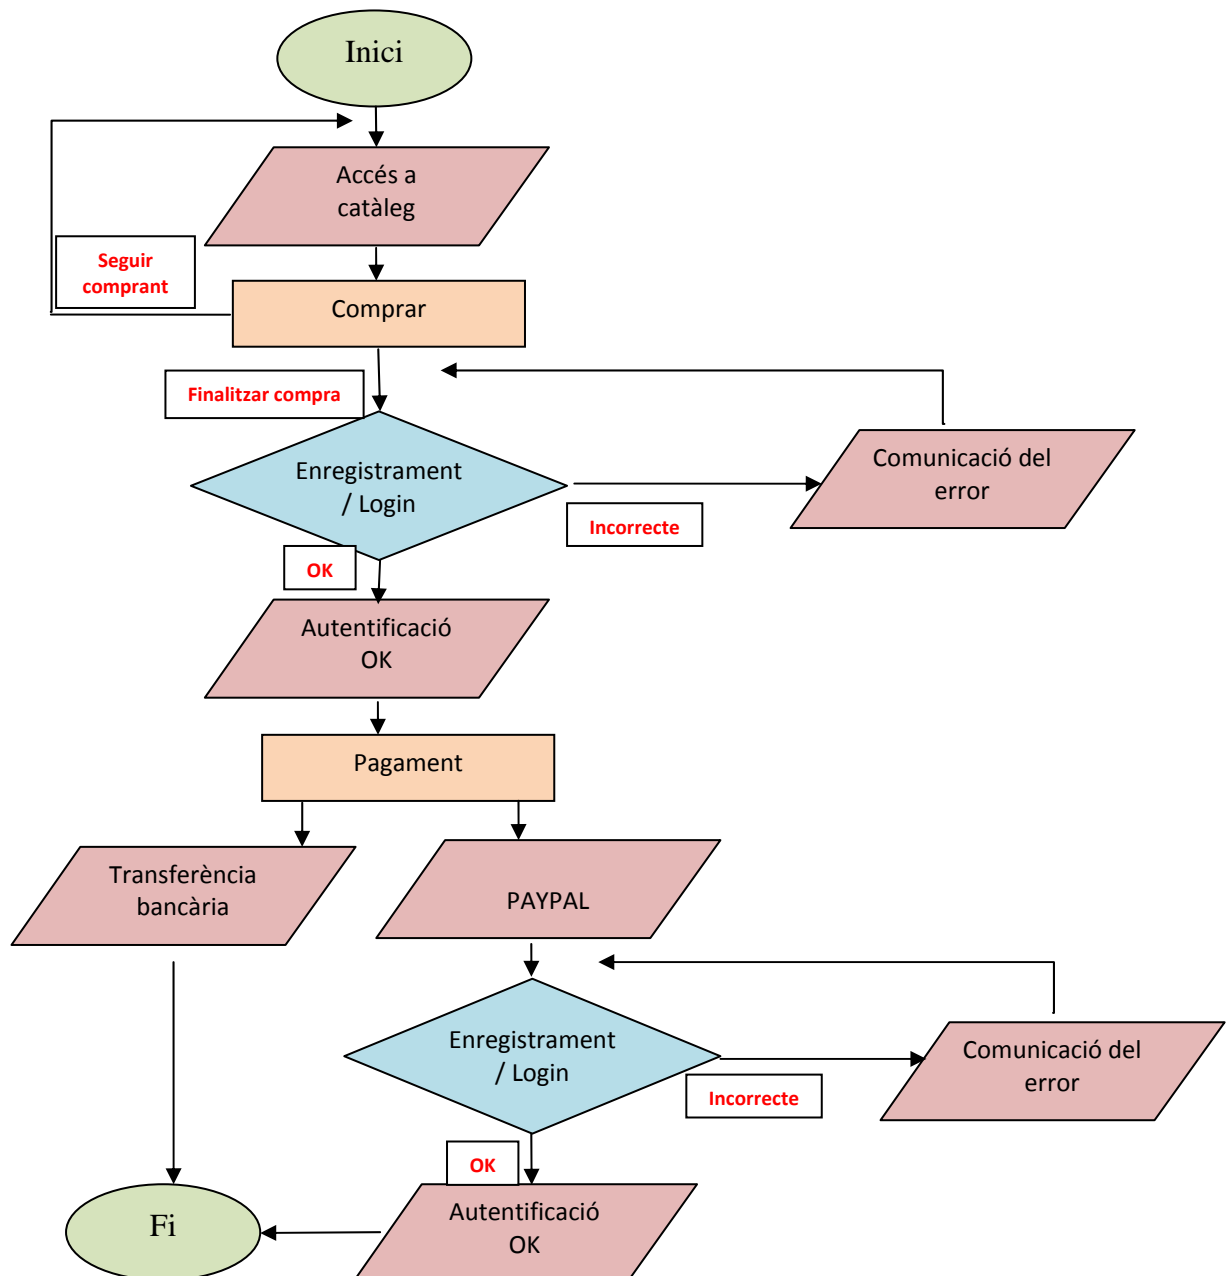 Inici
Accés a
catàleg
Seguir
comprant
Comprar
Finalitzar compra
Enregistrament
/ Login
Comunicació del
error
Incorrecte
OK
Autentificació
OK
Pagament
Transferència
bancària
PAYPAL
Enregistrament
/ Login
Comunicació del
error
Incorrecte
OK
Autentificació
OK
Fi